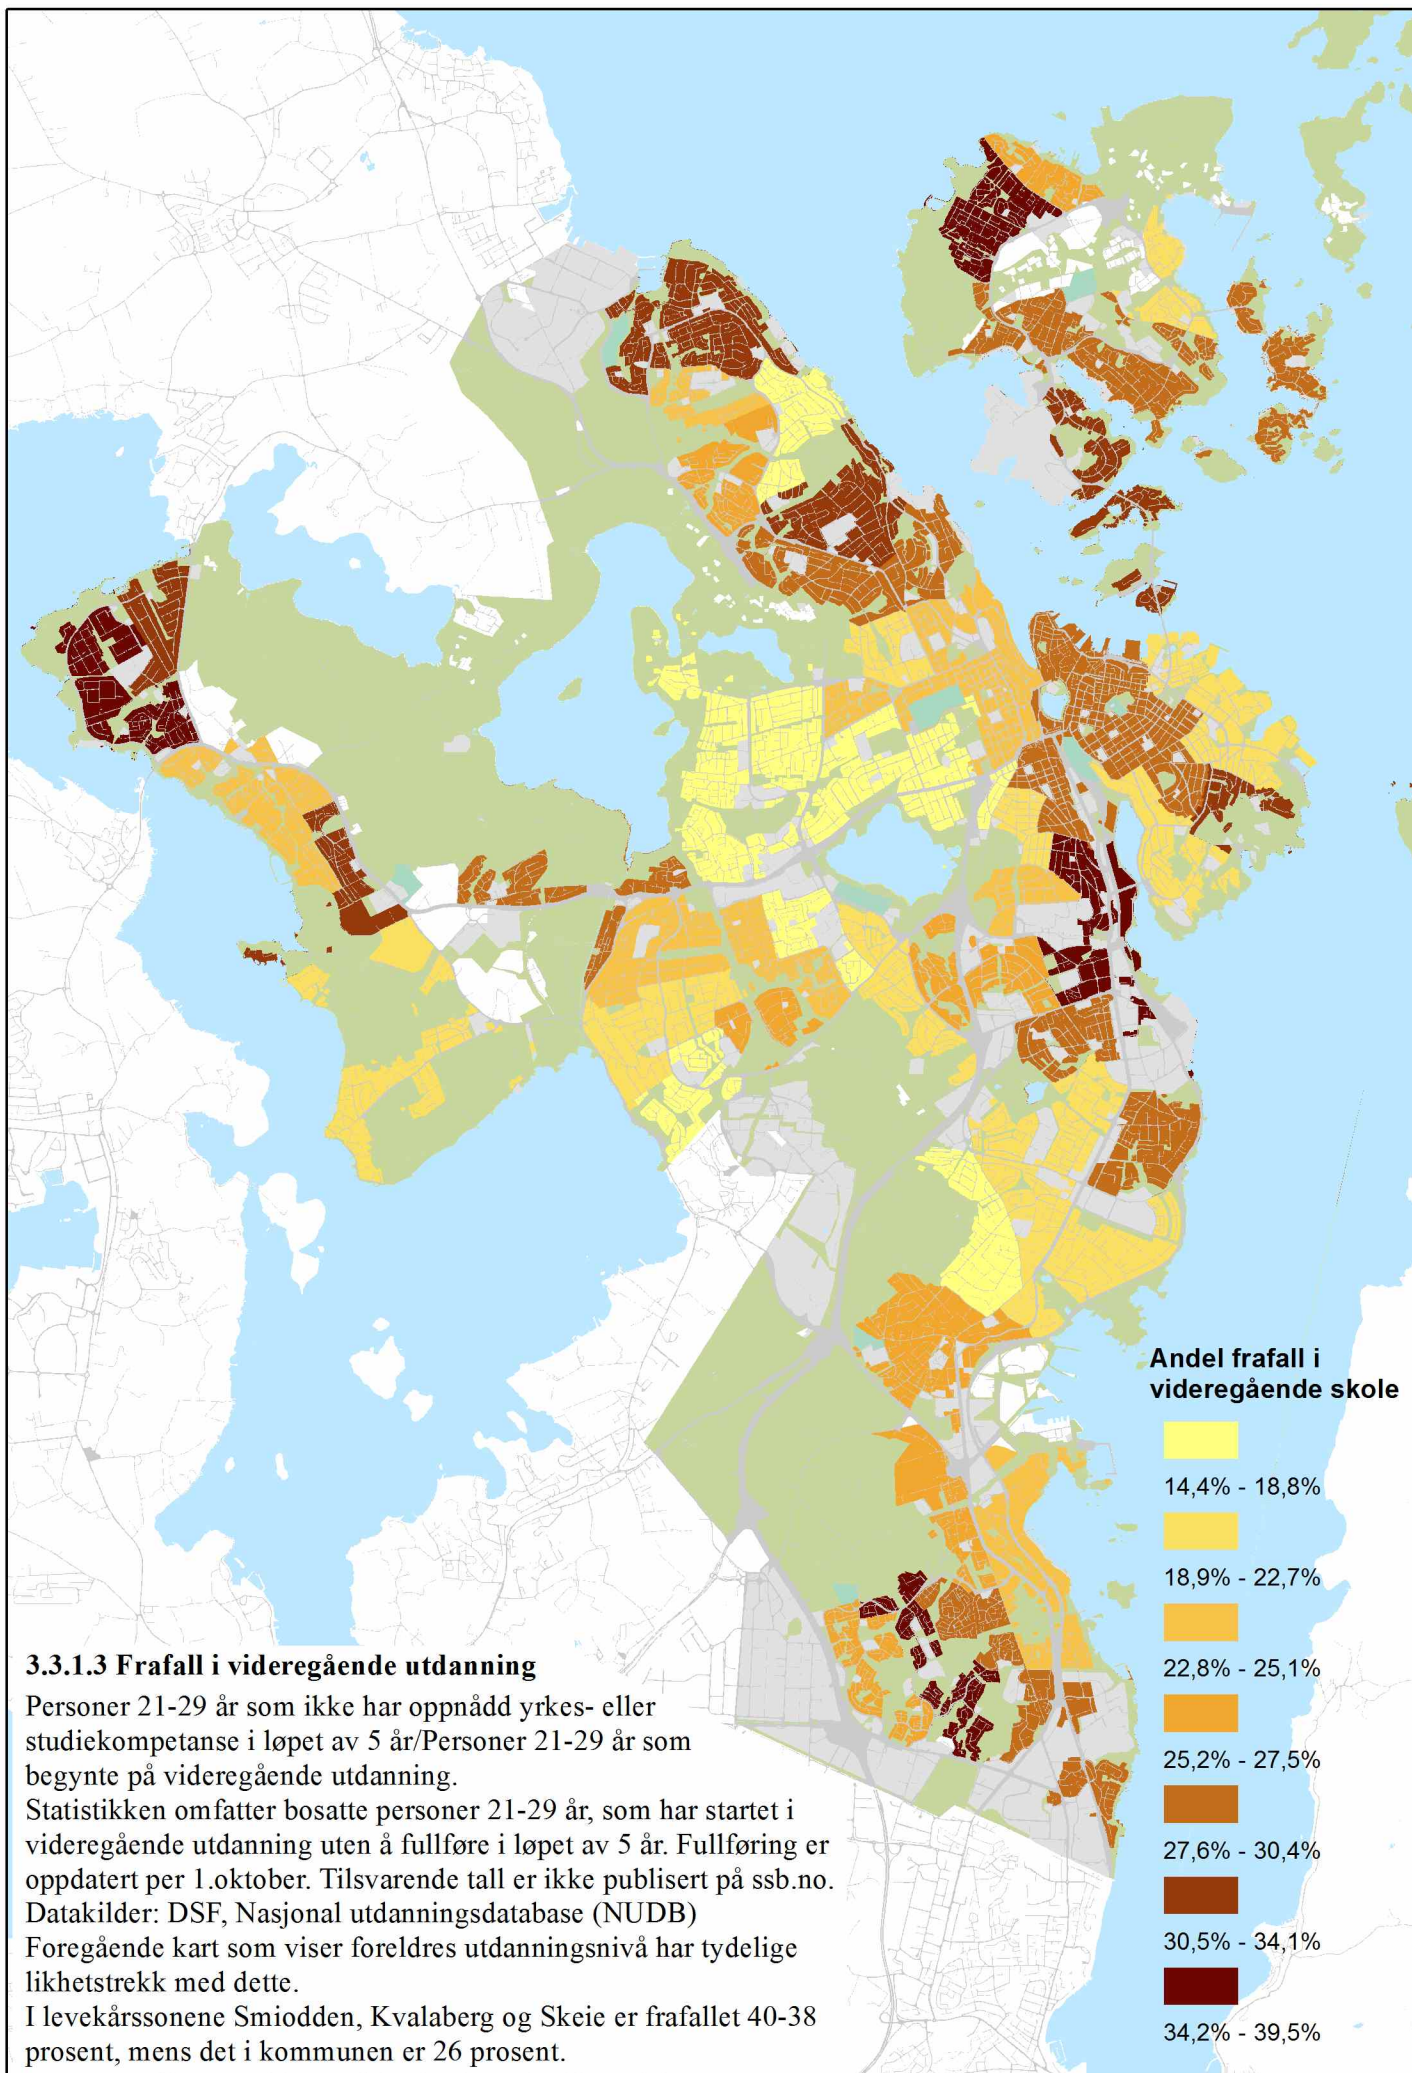 Andel frafall i
videregående skole
14,4% - 18,8%
18,9% - 22,7%
22,8% - 25,1%
25,2% - 27,5%
27,6% - 30,4%
30,5% - 34,1%
34,2% - 39,5%
3.3.1.3 Frafall i videregående utdanning
Personer 21-29 år som ikke har oppnådd yrkes- eller
studiekompetanse i løpet av 5 år/Personer 21-29 år som
begynte på videregående utdanning.
Statistikken omfatter bosatte personer 21-29 år, som har startet i
videregående utdanning uten å fullføre i løpet av 5 år. Fullføring er
oppdatert per 1.oktober. Tilsvarende tall er ikke publisert på ssb.no.
Datakilder: DSF, Nasjonal utdanningsdatabase (NUDB)
Foregående kart som viser foreldres utdanningsnivå har tydelige
likhetstrekk med dette.
I levekårssonene Smiodden, Kvalaberg og Skeie er frafallet 40-38
prosent, mens det i kommunen er 26 prosent.